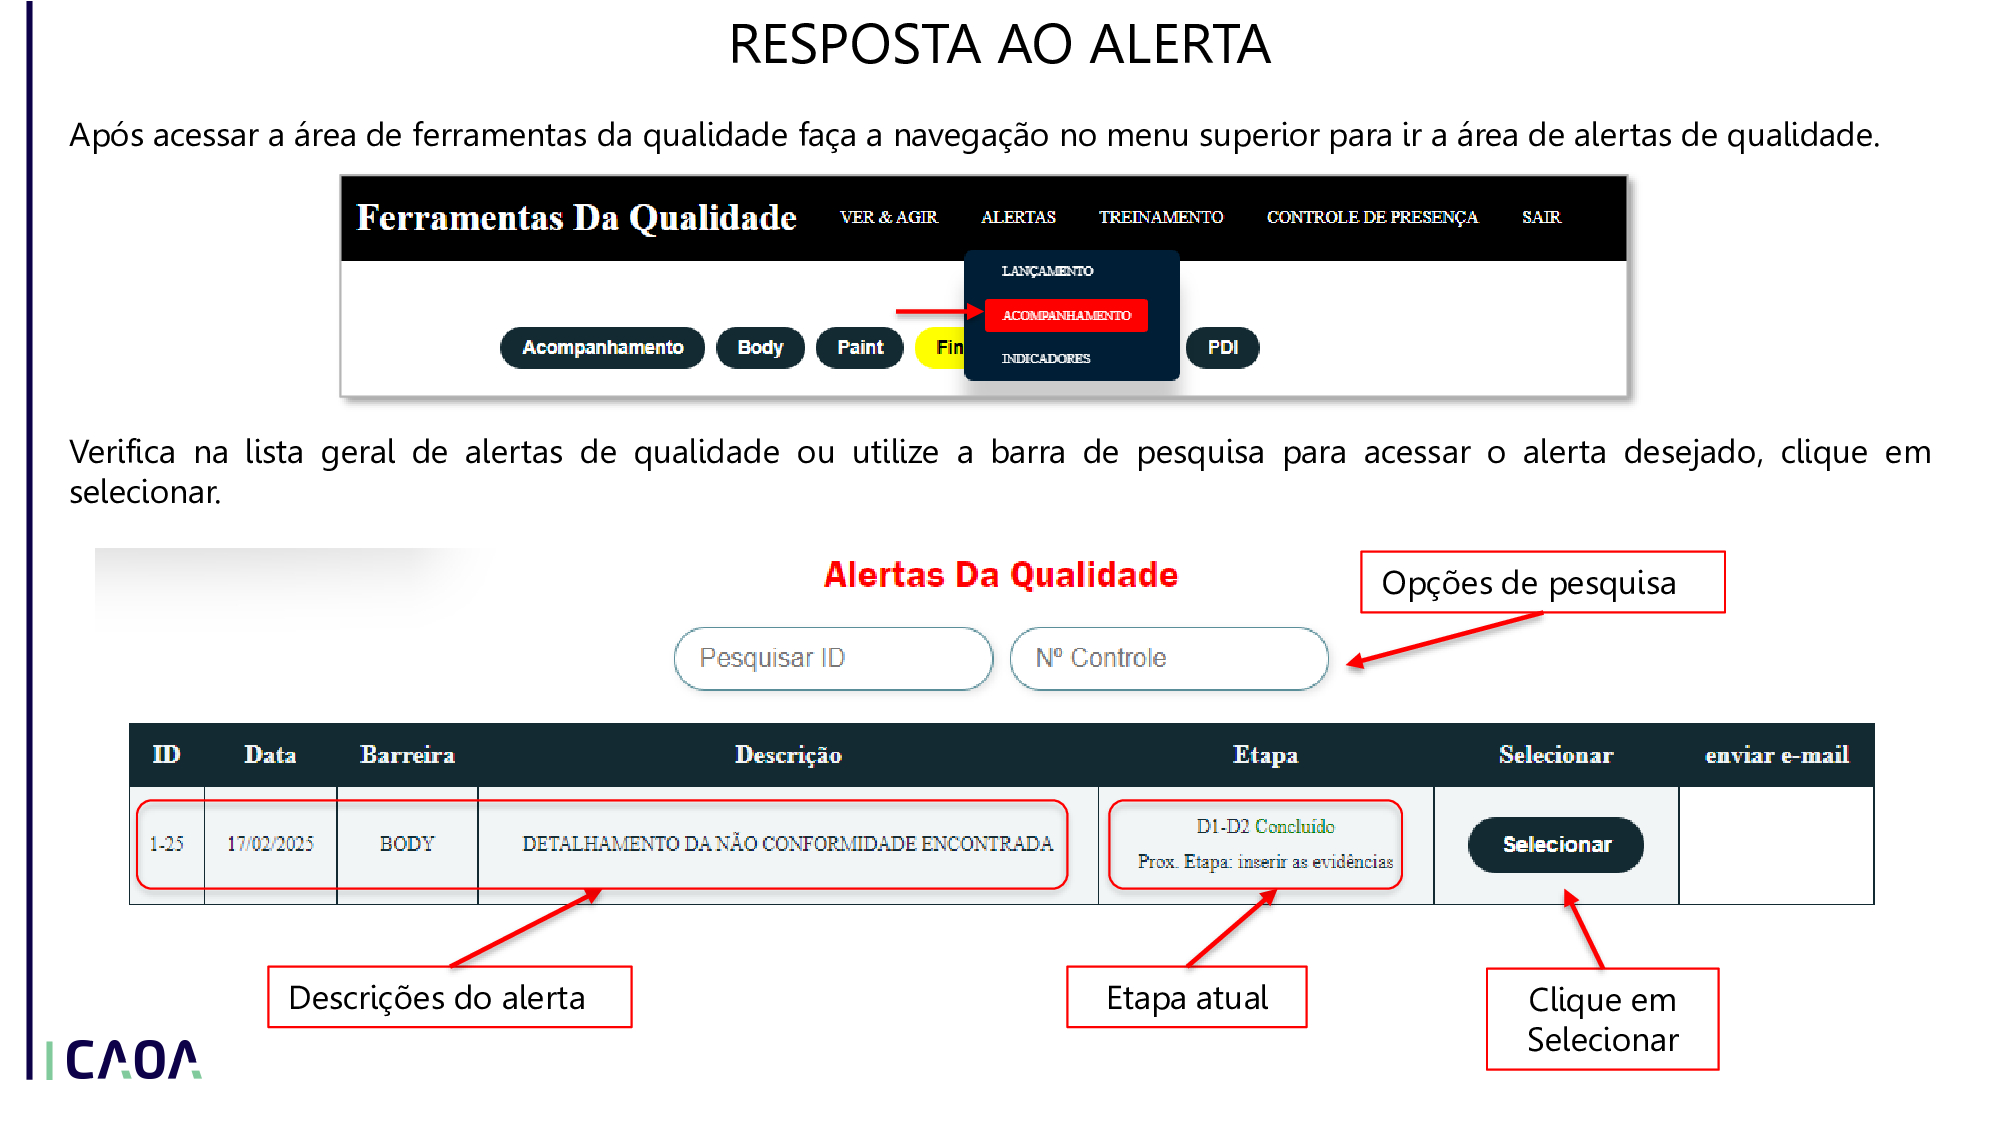 RESPOSTA AO ALERTA
Após acessar a área de ferramentas da qualidade faça a navegação no menu superior para ir a área de alertas de qualidade.
Ferramentas Da Qualidade VER & AGIR ALERTAS TREINAMENTO CONTROLE DE PRESENÇA SAIR
LANÇAMENTO
ACOMPANHAMENTO
Acompanhamento Body Paint Fin PDI
INDICADORES
Verifica na lista geral de alertas de qualidade ou utilize a barra de pesquisa para acessar o alerta desejado, clique em
selecionar.
Alertas Da Qualidade
Opções de pesquisa
Pesquisar ID Nº Controle
ID Data Barreira Descrição Etapa Selecionar enviar e-mail
1-25 17/02/2025 BODY DETALHAMENTO DA NÃO CONFORMIDADE ENCONTRADA D1-D2 Concluído
Prox. Etapa: inserir as evidências
Selecionar
Descrições do alerta
Etapa atual
Clique em
Selecionar
CAOA